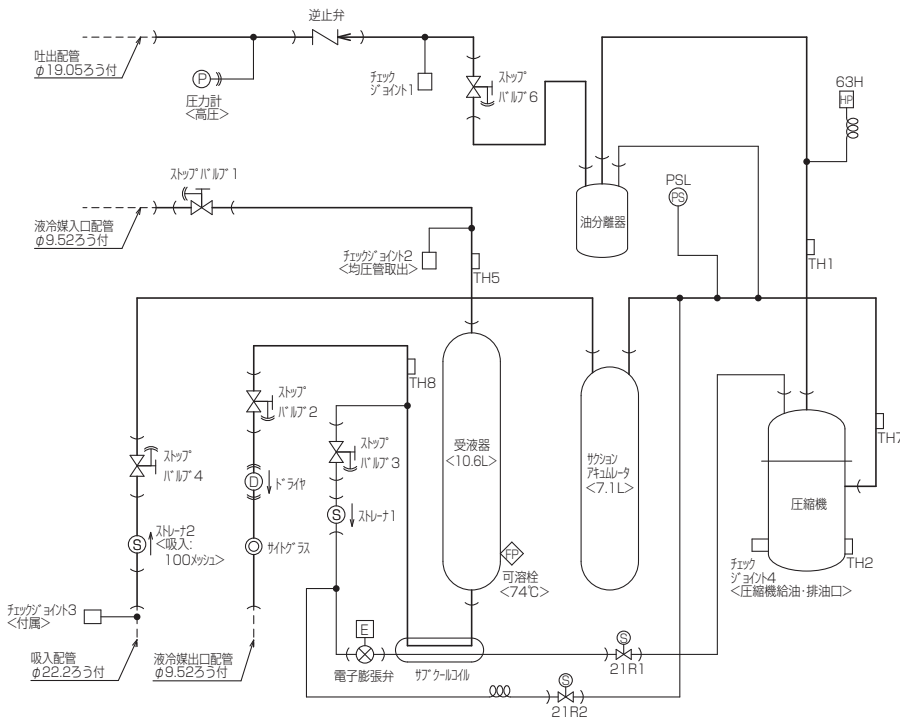 逆止弁
吐出配管
φ19.05ろう付
P
圧力計
<高圧>
チェック
ジョイント1
ストップ
バルブ6
63H
HP
ストップバルブ1
PSL
PS
油分離器
液冷媒入口配管
φ9.52ろう付
チェックジョイント2
<均圧管取出>
TH5
TH1
TH8
ストップ
バルブ2
ストップ
バルブ3
ストップ
バルブ4
受液器
<10.6L>
サクション
アキュムレータ
<7.1L>
TH7
圧縮機
D
ドライヤ
S
ストレーナ1
S
ストレーナ2
<吸入:
100メッシュ>
サイトグラス
FP
可溶栓
<74℃>
チェック
ジョイント4
<圧縮機給油・排油口>
TH2
チェックジョイント3
<付属>
E
電子膨張弁
サブクールコイル
S
21R1
S
21R2
吸入配管
φ22.2ろう付
液冷媒出口配管
φ9.52ろう付